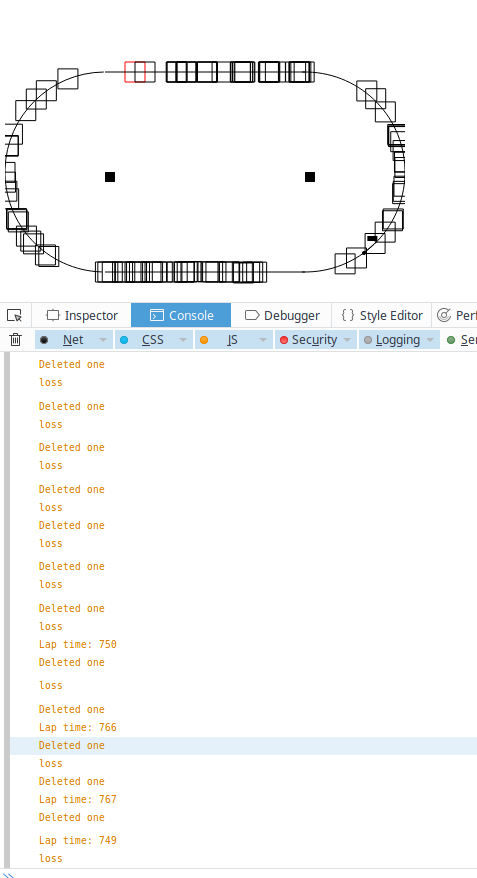 Inspector Console Debugger { } Style Editor Perf
Net CSS JS Security Logging Ser
Deleted one
loss
Deleted one
loss
Deleted one
loss
Deleted one
loss
Deleted one
loss
Deleted one
loss
Deleted one
loss
Lap time: 750
Deleted one
loss
Deleted one
Lap time: 766
Deleted one
loss
Deleted one
Lap time: 767
Deleted one
Lap time: 749
loss